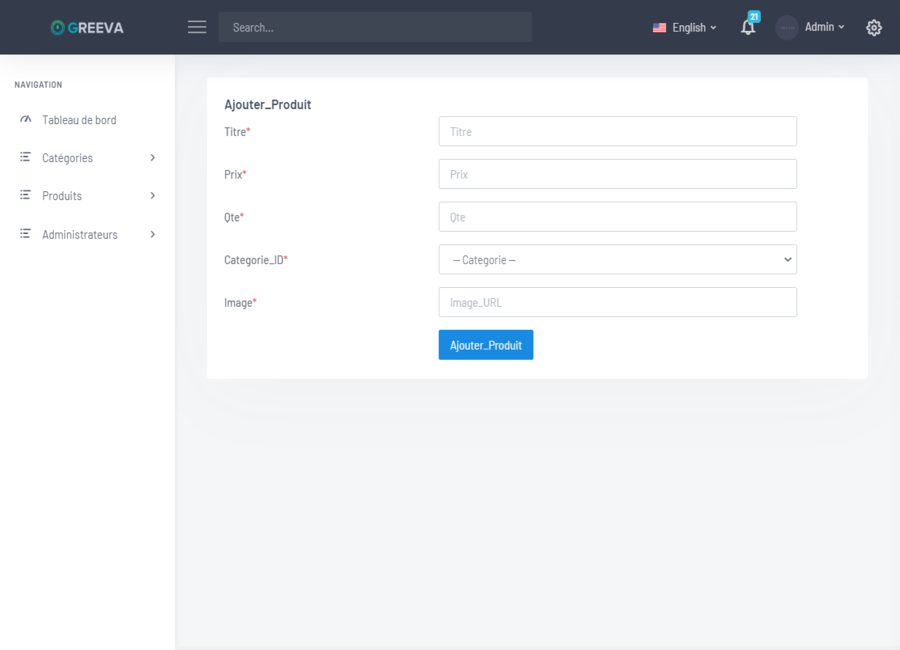 GREEVA
Search...
English
21
Admin
NAVIGATION
Tableau de bord
Catégories
Produits
Administrateurs
Ajouter_Produit
Titre*
Titre
Prix*
Prix
Qte*
Qte
Categorie_ID*
-- Categorie --
Image*
Image_URL
Ajouter_Produit